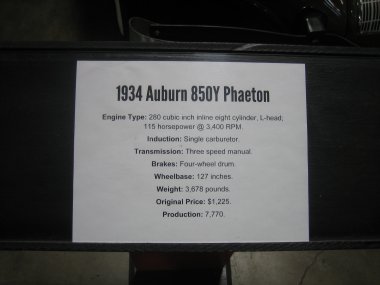 1934 Auburn 850Y Phaeton
Engine Type: 280 cubic inch inline eight cylinder, L-head;
115 horsepower @ 3,400 RPM.
Induction: Single carburetor.
Transmission: Three speed manual.
Brakes: Four-wheel drum.
Wheelbase: 127 inches.
Weight: 3,678 pounds.
Original Price: $1,225.
Production: 7,770.